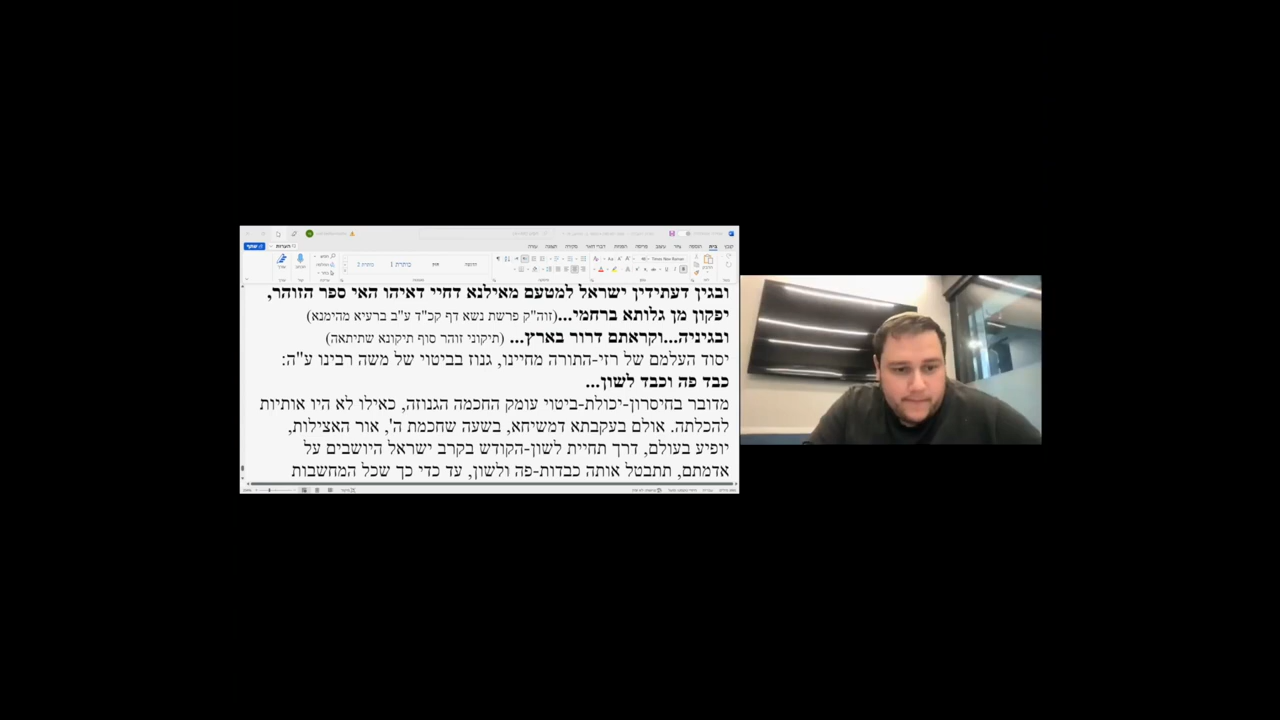 ובגין דעתידין ישראל למטעם מאילנא דחיי דאיהו האי ספר הזוהר,
יפקון מן גלותא ברחמי...(זוה"ק פרשת נשא דף קכ"ד ע"ב ברעיא מהימנא)
ובגיניה...וקראתם דרור בארץ... (תיקוני זוהר סוף תיקונא שתיתאה)
יסוד העלמם של רזי-התורה מחיינו, גנוז בביטוי של משה רבינו ע"ה:
כבד פה וכבד לשון...
מדובר בחיסרון-יכולת-ביטוי עומק החכמה הגנוזה, כאילו לא היו אותיות
להכלתה. אולם בעקבתא דמשיחא, בשעה שחכמת ה', אור האצילות,
יופיע בעולם, דרך תחיית לשון-הקודש בקרב ישראל היושבים על
אדמתם, תתבטל אותה כבדות-פה ולשון, עד כדי כך שכל המחשבות